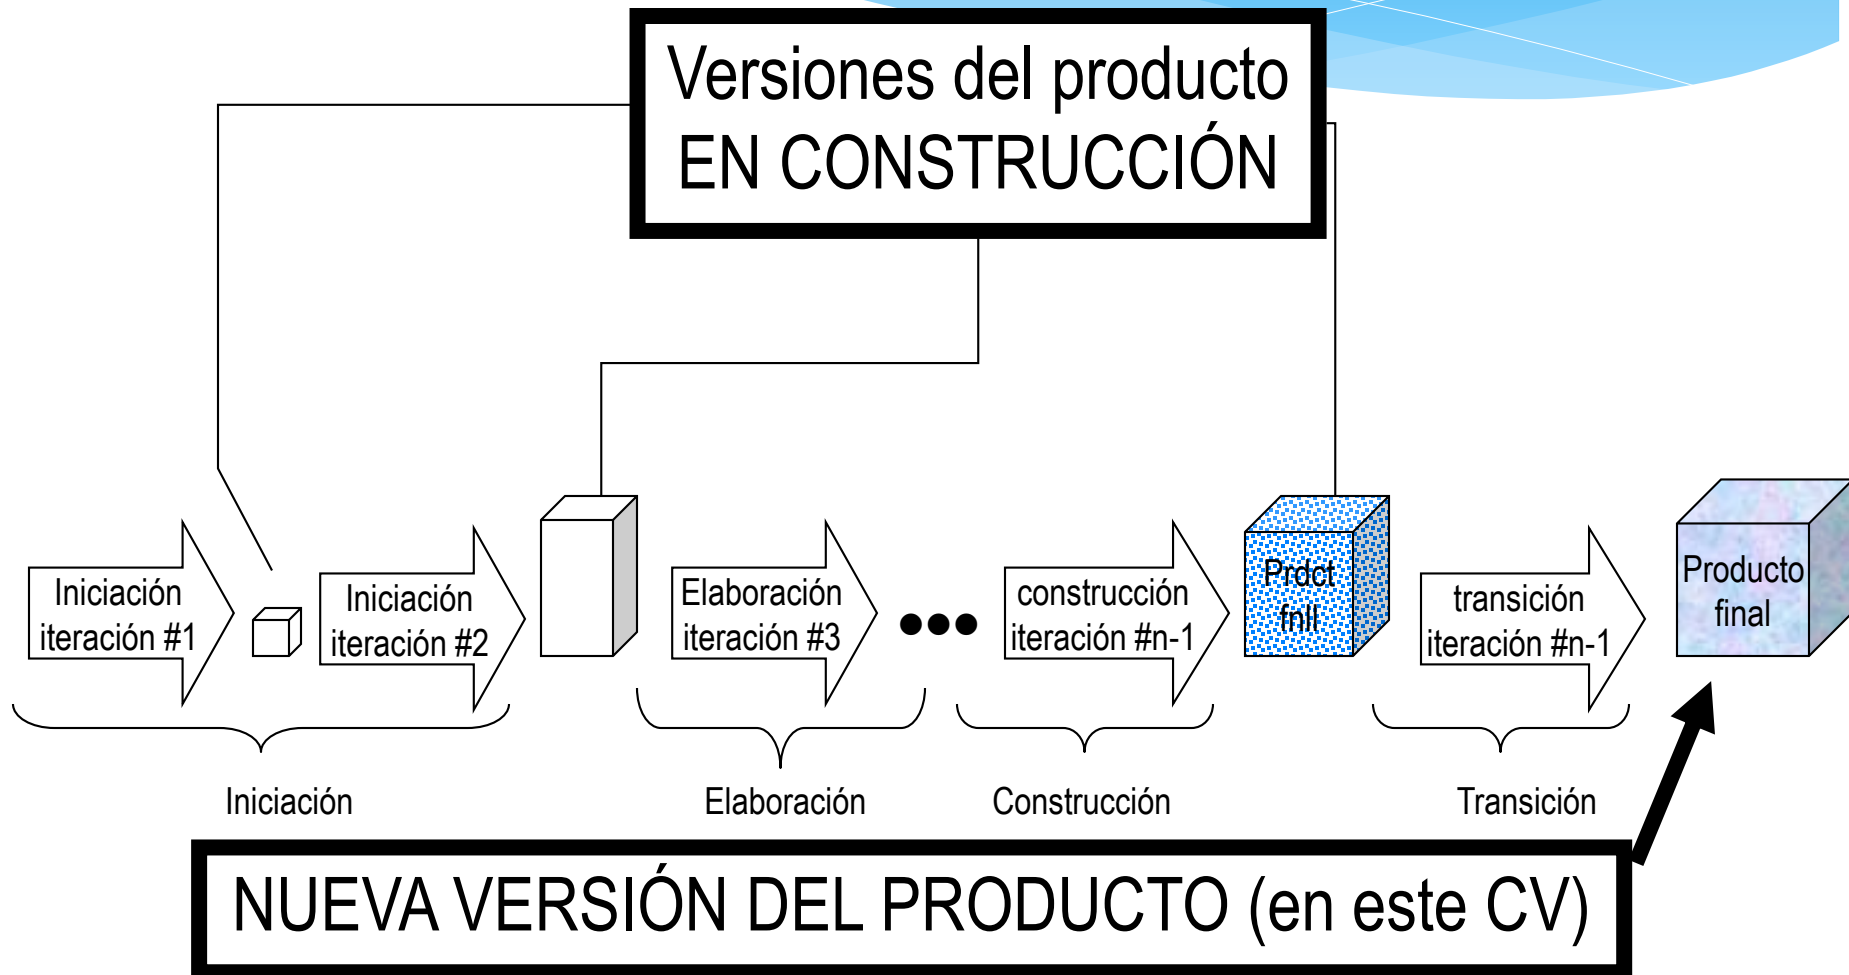 Versiones del producto
EN CONSTRUCCIÓN
Iniciación
iteración #1
Iniciación
iteración #2
Elaboración
iteración #3
construcción
iteración #n-1
Prdct
fnll
transición
iteración #n-1
Producto
final
Iniciación
Elaboración
Construcción
Transición
NUEVA VERSIÓN DEL PRODUCTO (en este CV)